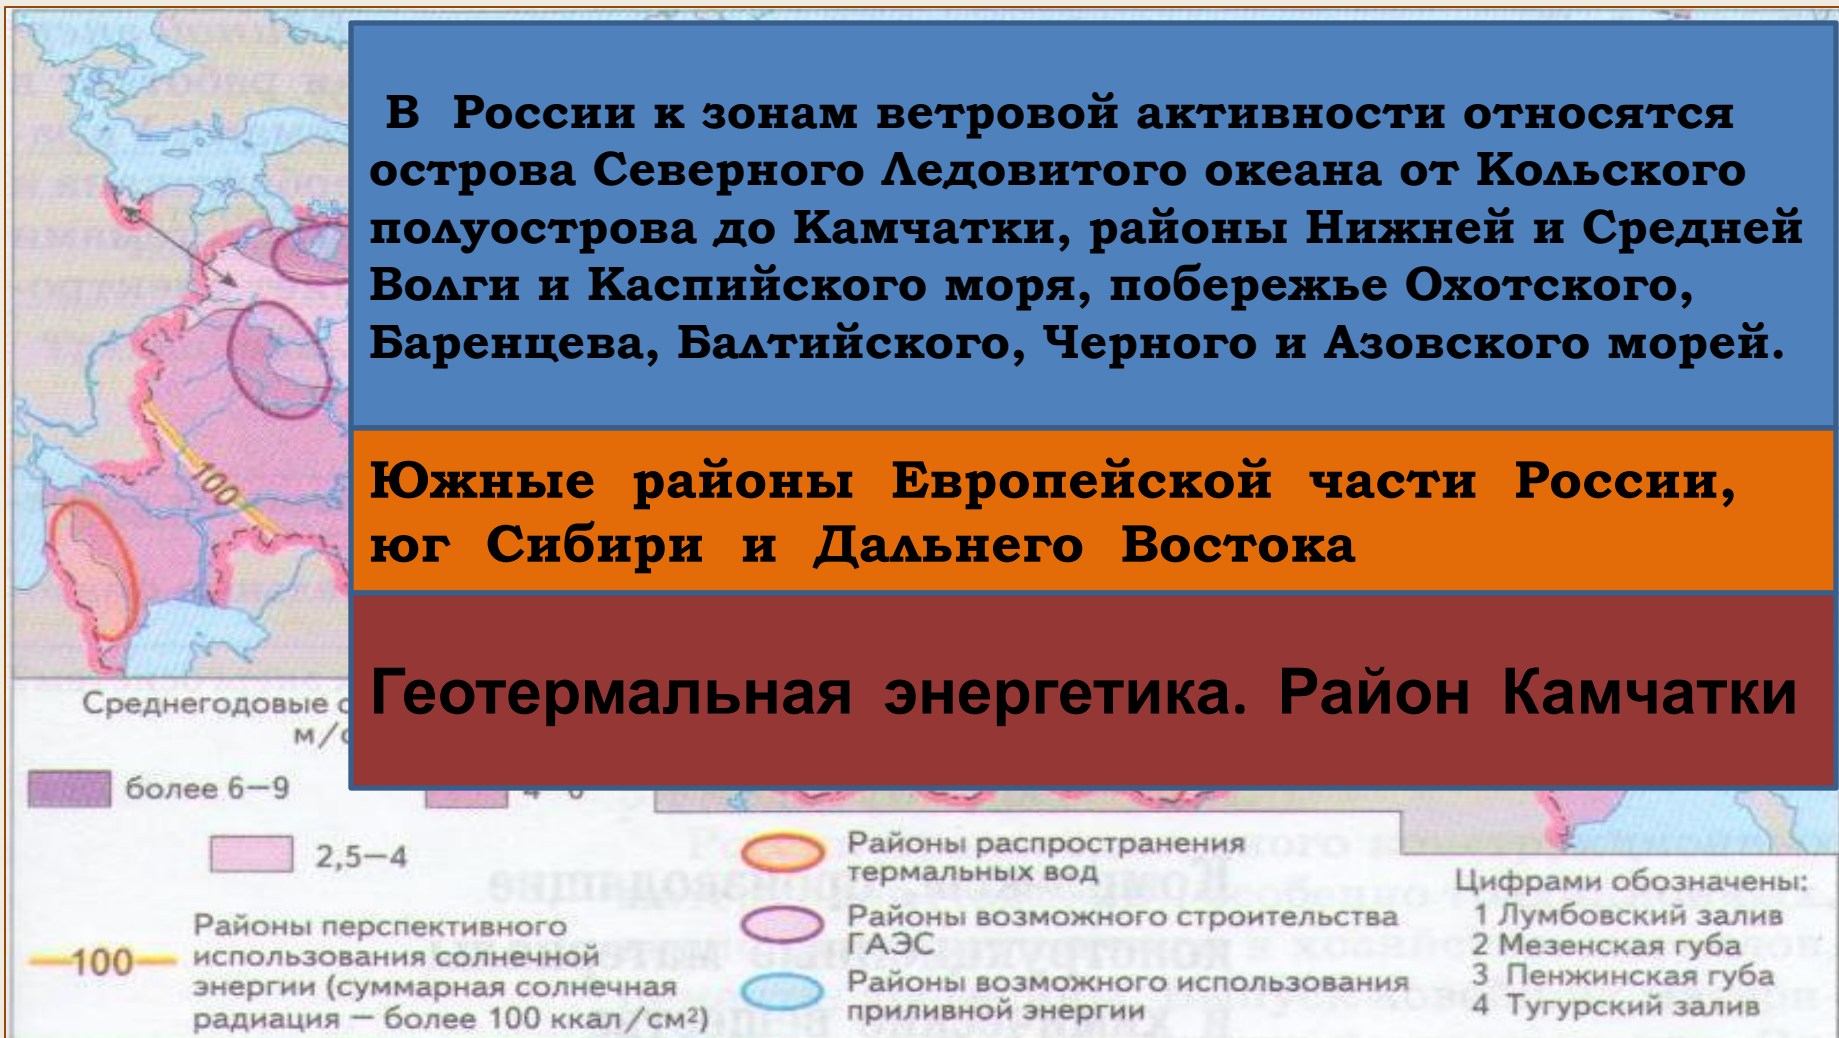 В России к зонам ветровой активности относятся
острова Северного Ледовитого океана от Кольского
полуострова до Камчатки, районы Нижней и Средней
Волги и Каспийского моря, побережье Охотского,
Баренцева, Балтийского, Черного и Азовского морей.
Южные районы Европейской части России,
юг Сибири и Дальнего Востока
Геотермальная энергетика. Район Камчатки
100
Среднегодовые
м/с
более 6—9
2,5—4
100
Районы перспективного
использования солнечной
энергии (суммарная солнечная
радиация — более 100 ккал/см²)
Районы распространения
термальных вод
Районы возможного строительства
ГАЭС
Районы возможного использования
приливной энергии
Цифрами обозначены:
1 Лумбовский залив
2 Мезенская губа
3 Пенжинская губа
4 Тугурский залив